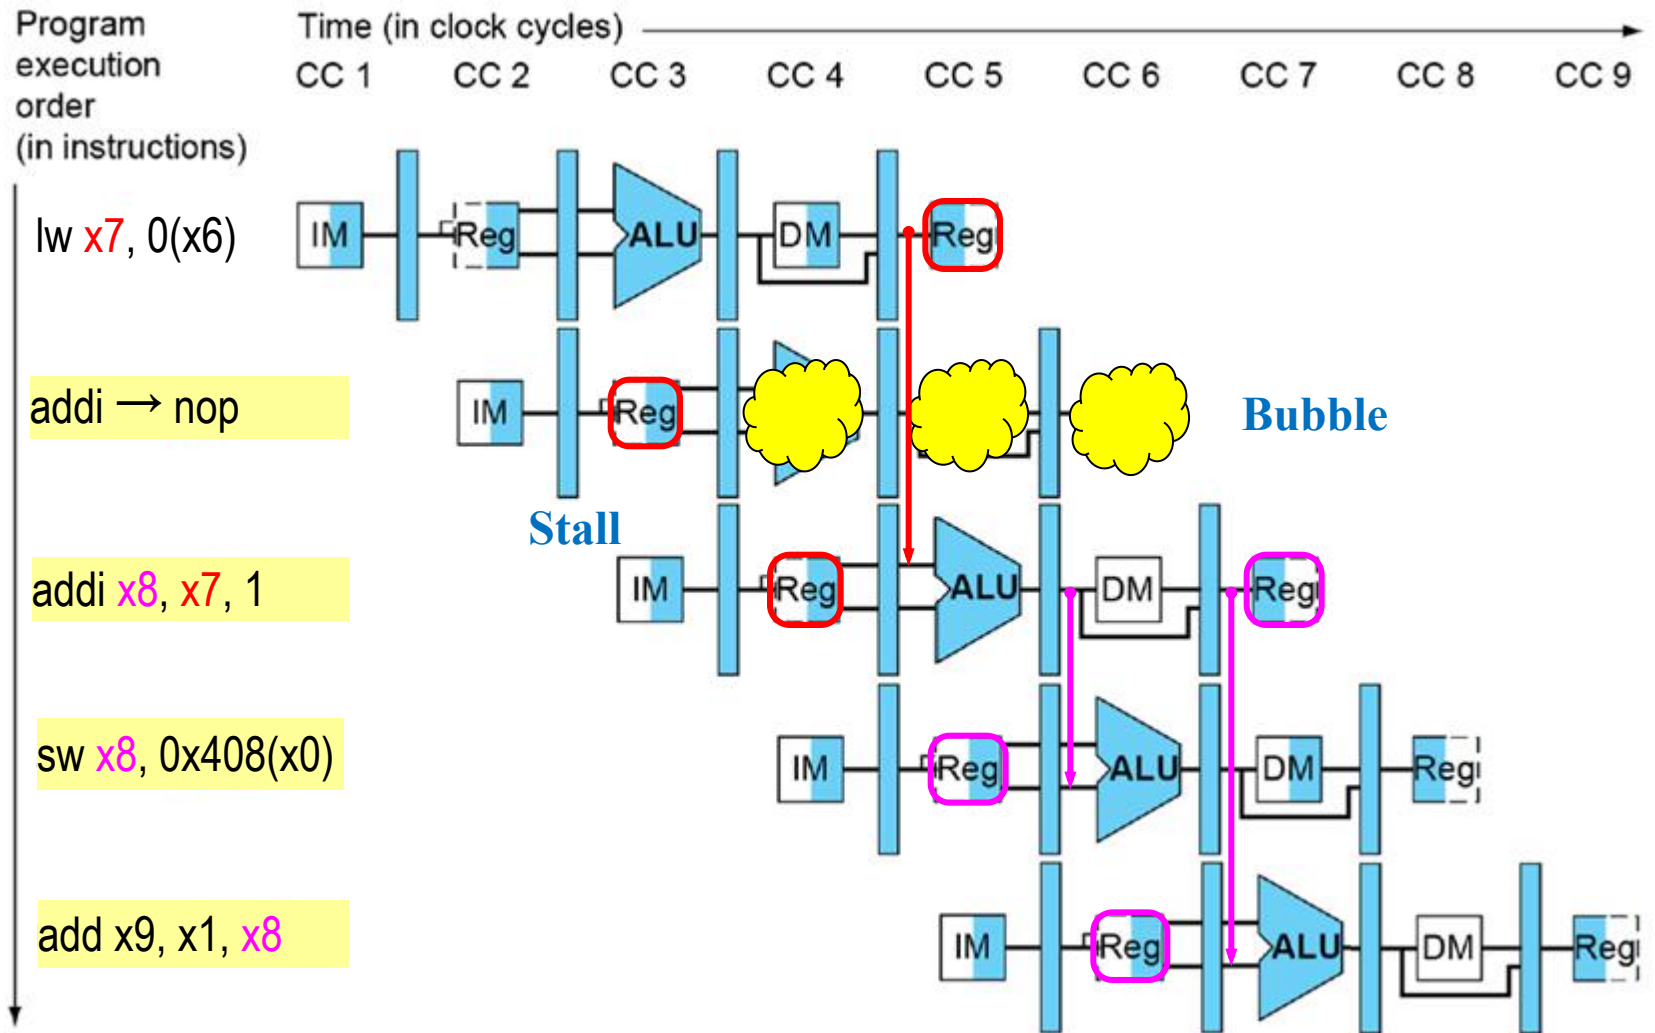 Program
execution
order
(in instructions)
Time (in clock cycles)
CC 1 CC 2 CC 3 CC 4 CC 5 CC 6 CC 7 CC 8 CC 9
lw x7, 0(x6)
IM Reg ALU DM Reg
addi → nop
IM Reg
Bubble
Stall
addi x8, x7, 1
IM Reg ALU DM Reg
sw x8, 0x408(x0)
IM Reg ALU DM Reg
add x9, x1, x8
IM Reg ALU DM Reg